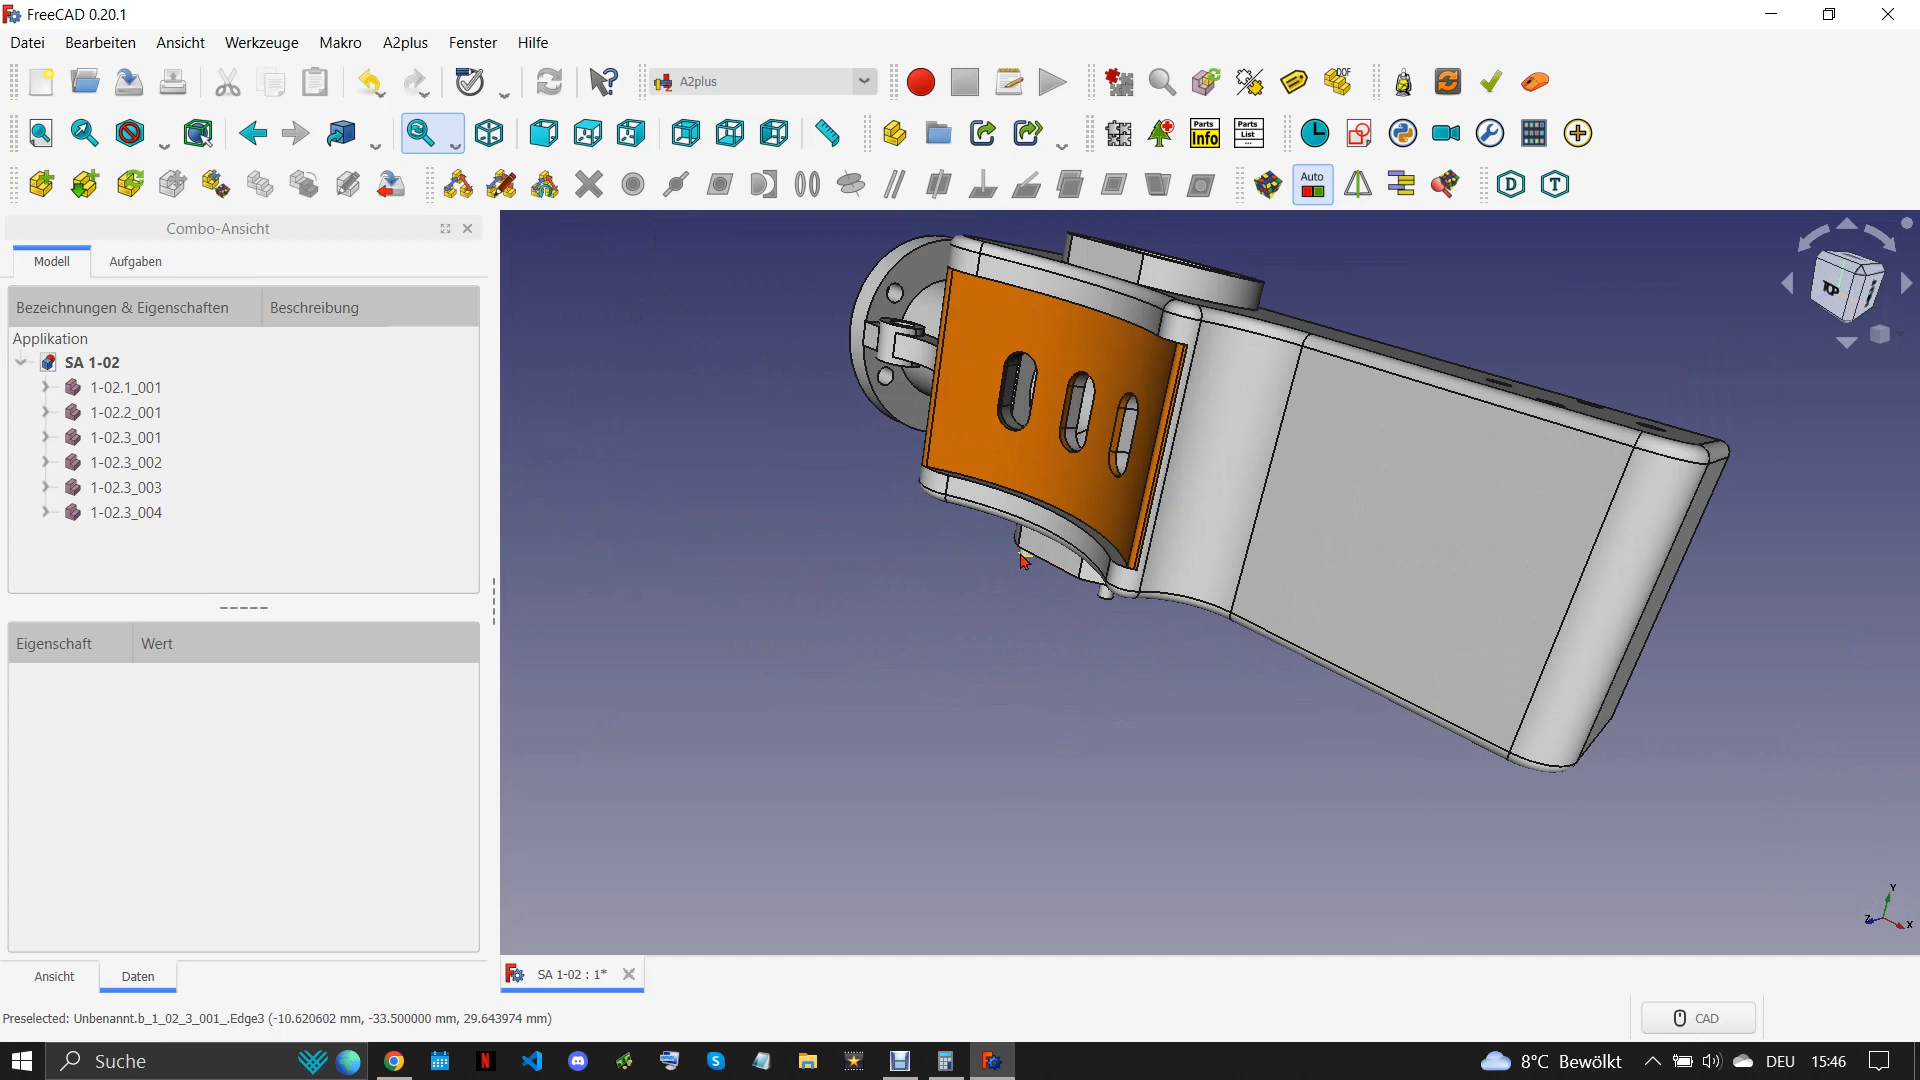 FreeCAD 0.20.1
Datei Bearbeiten Ansicht Werkzeuge Makro A2plus Fenster Hilfe
A2plus
DOF
Parts Info
Parts List
Auto
D T
Combo-Ansicht
Modell Aufgaben
Bezeichnungen & Eigenschaften Beschreibung
Applikation
SA 1-02
1-02.1_001
1-02.2_001
1-02.3_001
1-02.3_002
1-02.3_003
1-02.3_004
TOP
Eigenschaft Wert
Y
Z X
Ansicht Daten
SA 1-02 : 1*
Preselected: Unbenannt.b_1_02_3_001_.Edge3 (-10.620602 mm, -33.500000 mm, 29.643974 mm)
CAD
Suche
8°C Bewölkt
DEU
15:46